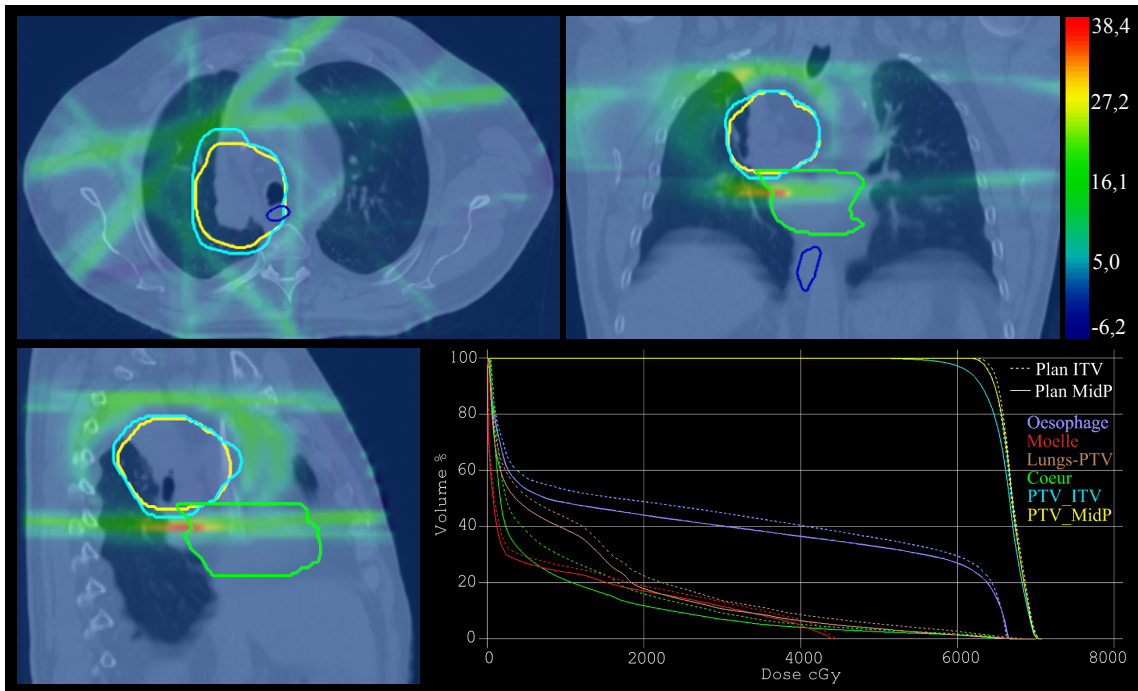 38,4
27,2
16,1
5,0
-6,2
100
80
60
40
20
0
Volume %
Plan ITV
Plan MidP
Oesophage
Moelle
Lungs-PTV
Coeur
PTV_ITV
PTV_MidP
0 2000 4000 6000 8000
Dose cGy